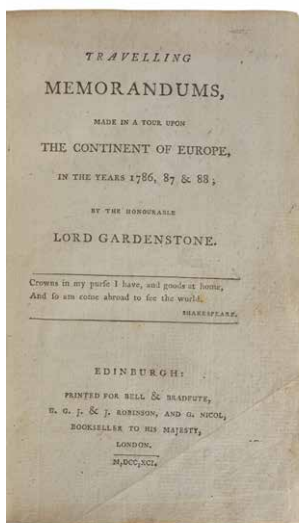 TRAVELLING
MEMORANDUMS,
MADE IN A TOUR UPON
THE CONTINENT OF EUROPE,
IN THE YEARS 1786, 87 & 88;
BY THE HONOURABLE
LORD GARDENSTONE.
Crowns in my purse I have, and goods at home,
And so am come abroad to see the world.
SHAKESPEARE.
EDINBURGH:
PRINTED FOR BELL & BRADFUTE,
G. G. J. & J. ROBINSON, AND G. NICOL,
BOOKSELLER TO HIS MAJESTY,
LONDON.
M,DCC,XCI.